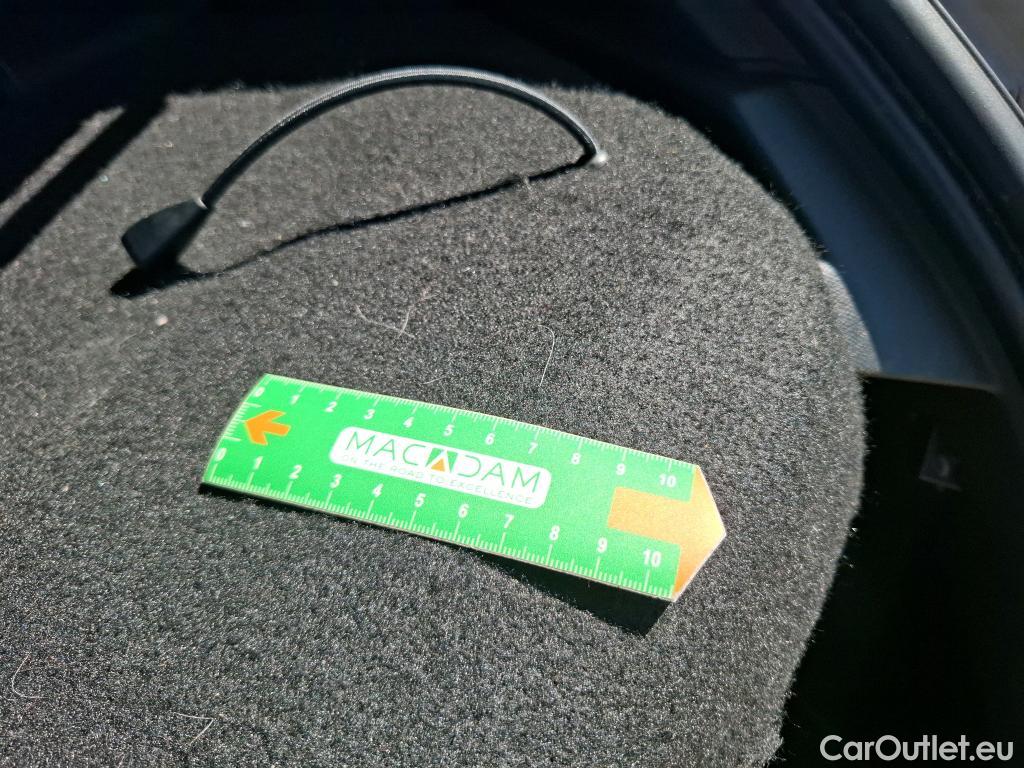 0 1 2 3 4 5 6 7 8 9 10
MACADAM
ON THE ROAD TO EXCELLENCE
0 1 2 3 4 5 6 7 8 9 10
CarOutlet.eu